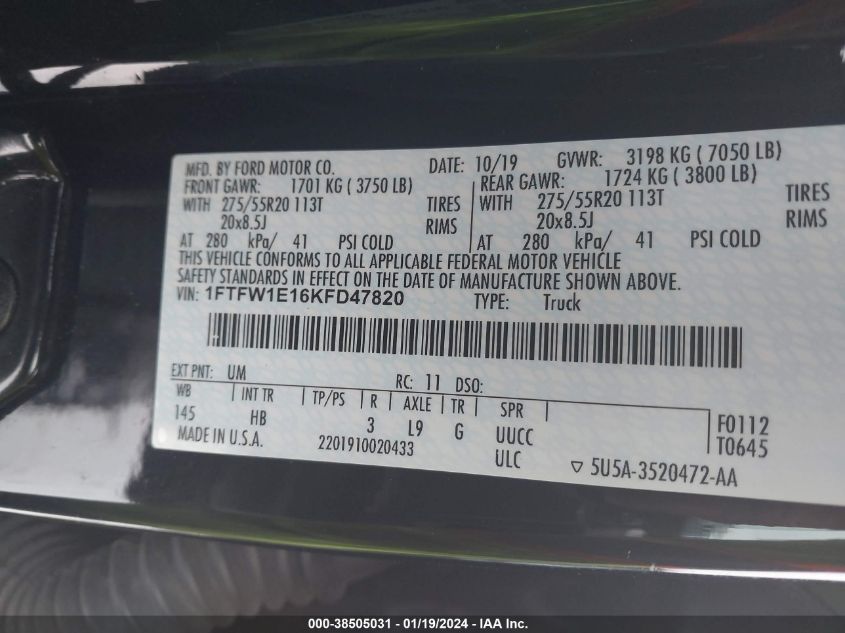 MFD. BY FORD MOTOR CO. DATE: 10/19 GVWR: 3198 KG ( 7050 LB)
FRONT GAWR: 1701 KG ( 3750 LB) REAR GAWR: 1724 KG ( 3800 LB)
WITH 275/55R20 113T TIRES WITH 275/55R20 113T TIRES
20x8.5J RIMS 20x8.5J RIMS
AT 280 kPa/ 41 PSI COLD AT 280 kPa/ 41 PSI COLD
THIS VEHICLE CONFORMS TO ALL APPLICABLE FEDERAL MOTOR VEHICLE
SAFETY STANDARDS IN EFFECT ON THE DATE OF MANUFACTURE SHOWN ABOVE.
VIN: 1FTFW1E16KFD47820 TYPE: Truck
EXT PNT: UM RC: 11 DSO:
WB INT TR TP/PS R AXLE TR SPR
145 HB 3 L9 G UUCC F0112
MADE IN U.S.A. 2201910020433 ULC T0645
▽ 5U5A-3520472-AA
000-38505031 - 01/19/2024 - IAA Inc.